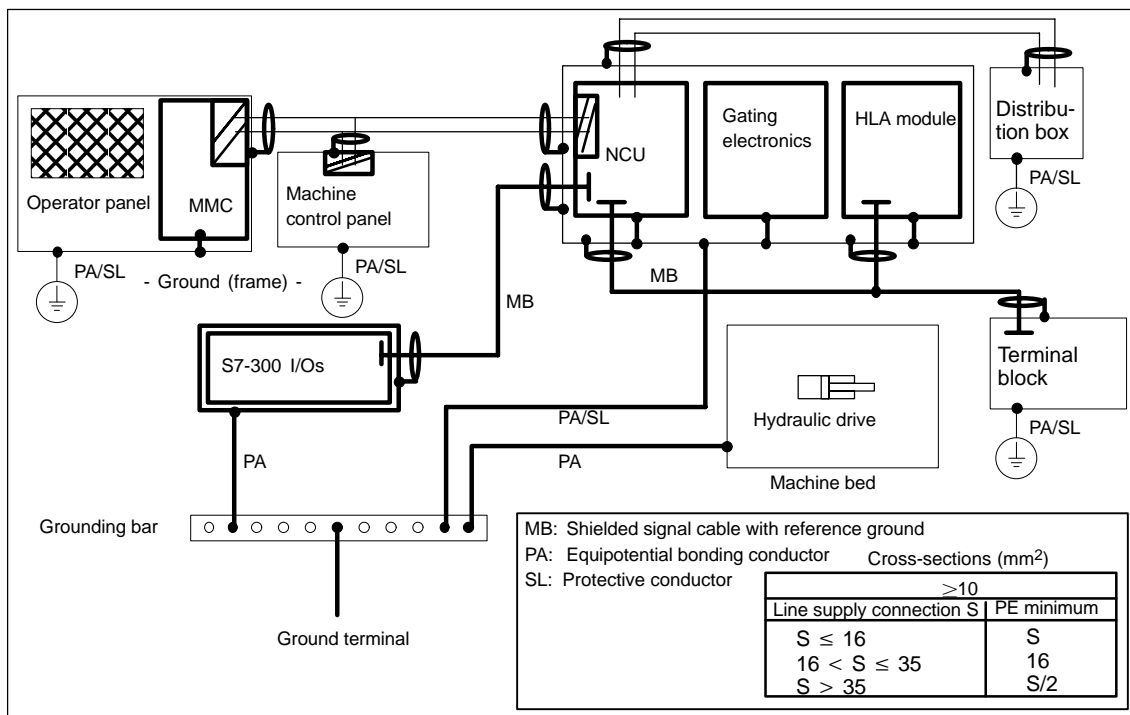 Operator panel
MMC
PA/SL
- Ground (frame) -
Machine
control panel
PA/SL
NCU
Gating
electronics
HLA module
Distribu-
tion box
PA/SL
MB
MB
S7-300 I/Os
PA
PA/SL
PA
Hydraulic drive
Machine bed
Terminal
block
PA/SL
Grounding bar
Ground terminal
MB: Shielded signal cable with reference ground
PA: Equipotential bonding conductor
SL: Protective conductor
Cross-sections (mm²)
≥10
Line supply connection S PE minimum
S ≤ 16 S
16 < S ≤ 35 16
S > 35 S/2